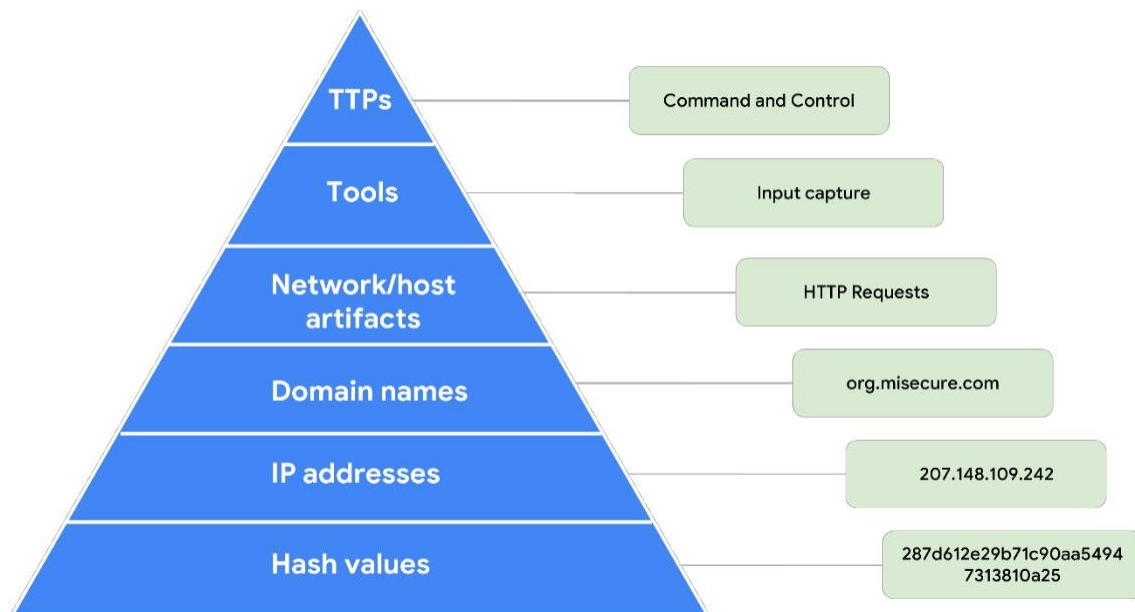 TTPs
Command and Control
Tools
Input capture
Network/host
artifacts
HTTP Requests
Domain names
org.misecure.com
IP addresses
207.148.109.242
Hash values
287d612e29b71c90aa5494
7313810a25